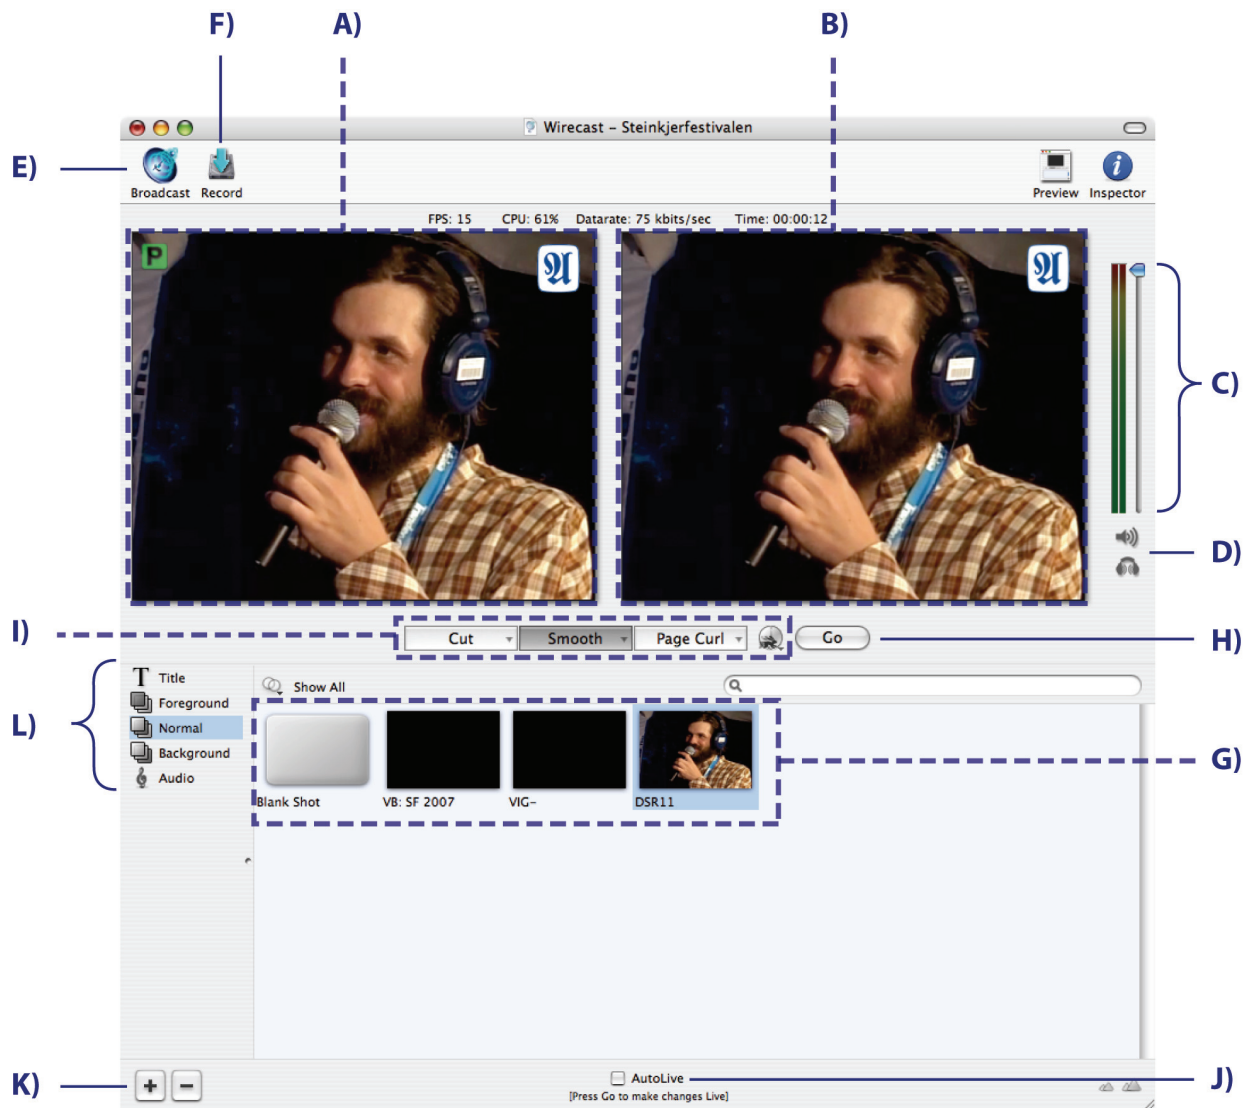 F)
A)
B)
Wirecast – Steinkjerfestivalen
E)
Broadcast Record
Preview Inspector
FPS: 15 CPU: 61% Datarate: 75 kbits/sec Time: 00:00:12
P
A A
C)
D)
I)
Cut Smooth Page Curl Go
H)
L)
Title
Foreground
Normal
Background
Audio
Show All
G)
Blank Shot VB: SF 2007 VIG- DSR11
K)
AutoLive
[Press Go to make changes Live]
J)